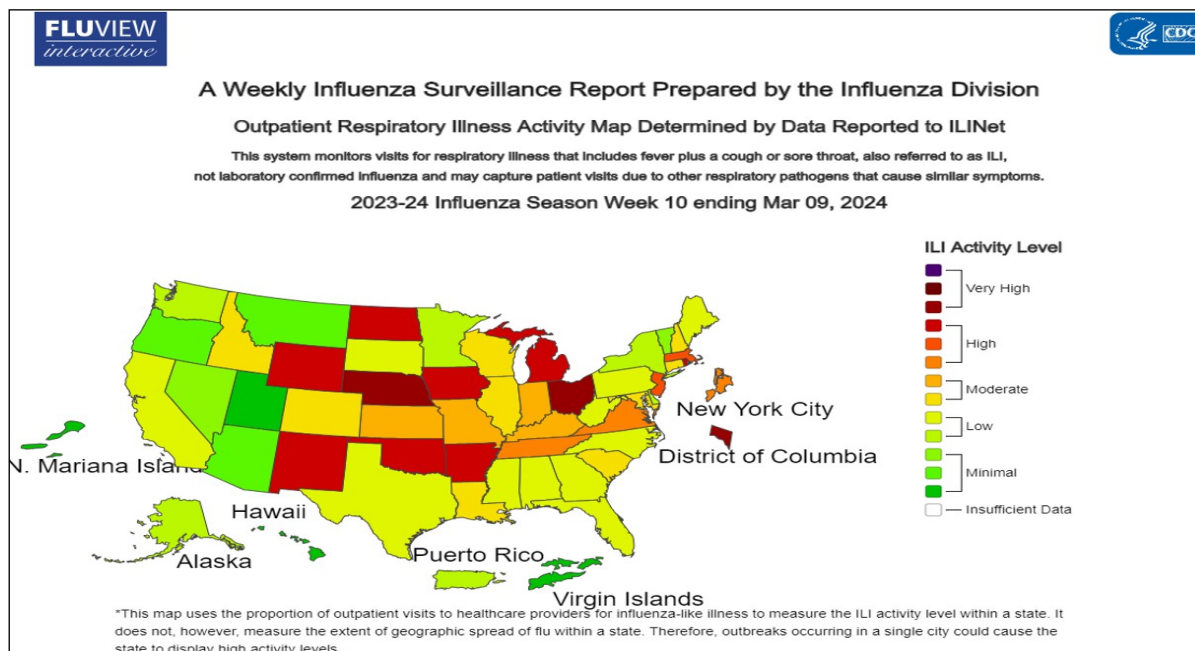 FLUVIEW
interactive
CDC
A Weekly Influenza Surveillance Report Prepared by the Influenza Division
Outpatient Respiratory Illness Activity Map Determined by Data Reported to ILINet
This system monitors visits for respiratory illness that includes fever plus a cough or sore throat, also referred to as ILI,
not laboratory confirmed influenza and may capture patient visits due to other respiratory pathogens that cause similar symptoms.
2023-24 Influenza Season Week 10 ending Mar 09, 2024
ILI Activity Level
Very High
High
Moderate
Low
Minimal
Insufficient Data
New York City
District of Columbia
N. Mariana Island
Hawaii
Alaska
Puerto Rico
Virgin Islands
*This map uses the proportion of outpatient visits to healthcare providers for influenza-like illness to measure the ILI activity level within a state. It
does not, however, measure the extent of geographic spread of flu within a state. Therefore, outbreaks occurring in a single city could cause the
state to display high activity levels.